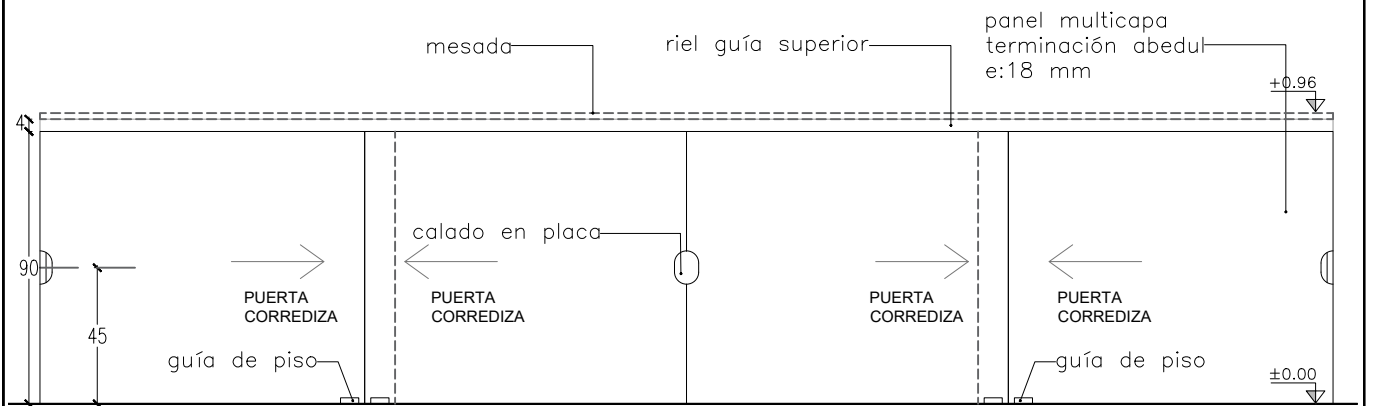 panel multicapa
terminación abedul
e:18 mm
mesada
riel guía superior
+0.96
4
calado en placa
90
PUERTA
CORREDIZA
PUERTA
CORREDIZA
PUERTA
CORREDIZA
PUERTA
CORREDIZA
45
guía de piso
guía de piso
±0.00